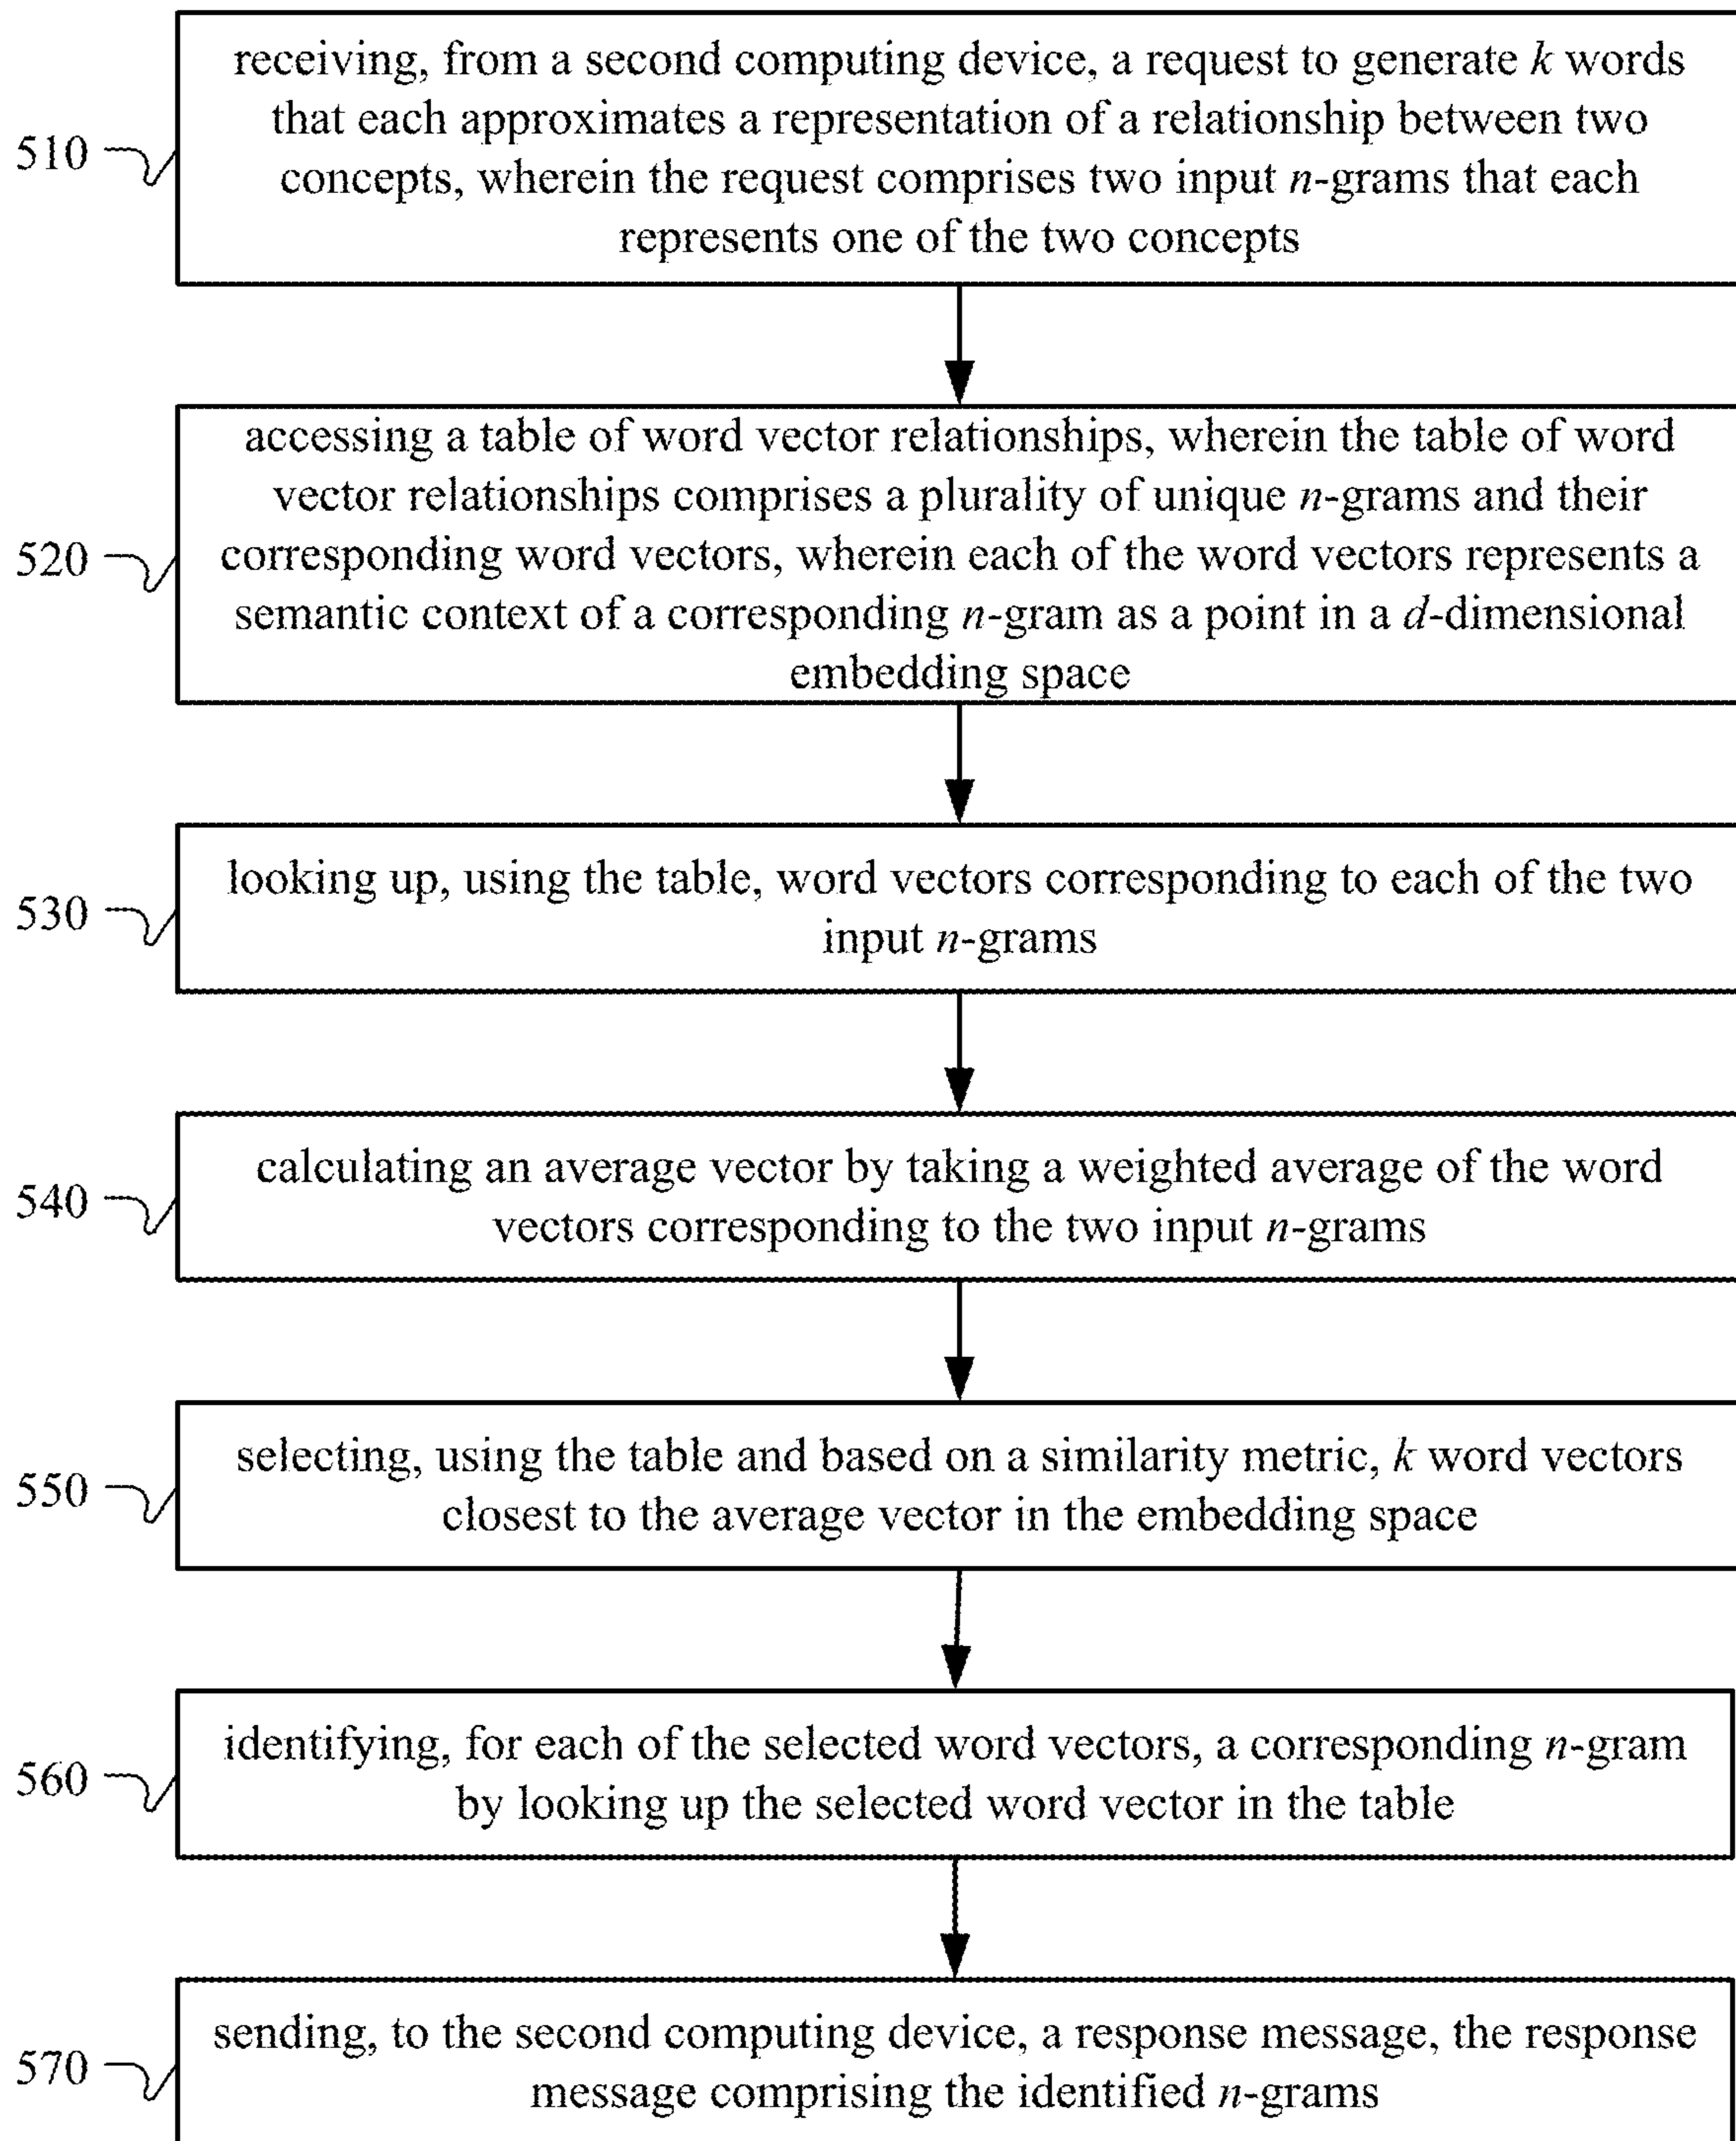 receiving, from a second computing device, a request to generate k words
that each approximates a representation of a relationship between two
510
concepts, wherein the request comprises two input n-grams that each
represents one of the two concepts
accessing a table of word vector relationships, wherein the table of word
vector relationships comprises a plurality of unique n-grams and their
520
corresponding word vectors, wherein each of the word vectors represents a
semantic context of a corresponding n-gram as a point in a d-dimensional
embedding space
looking up, using the table, word vectors corresponding to each of the two
530
input n-grams
calculating an average vector by taking a weighted average of the word
540
vectors corresponding to the two input n-grams
selecting, using the table and based on a similarity metric, k word vectors
550
closest to the average vector in the embedding space
identifying, for each of the selected word vectors, a corresponding n-gram
560
by looking up the selected word vector in the table
sending, to the second computing device, a response message, the response
570
message comprising the identified n-grams